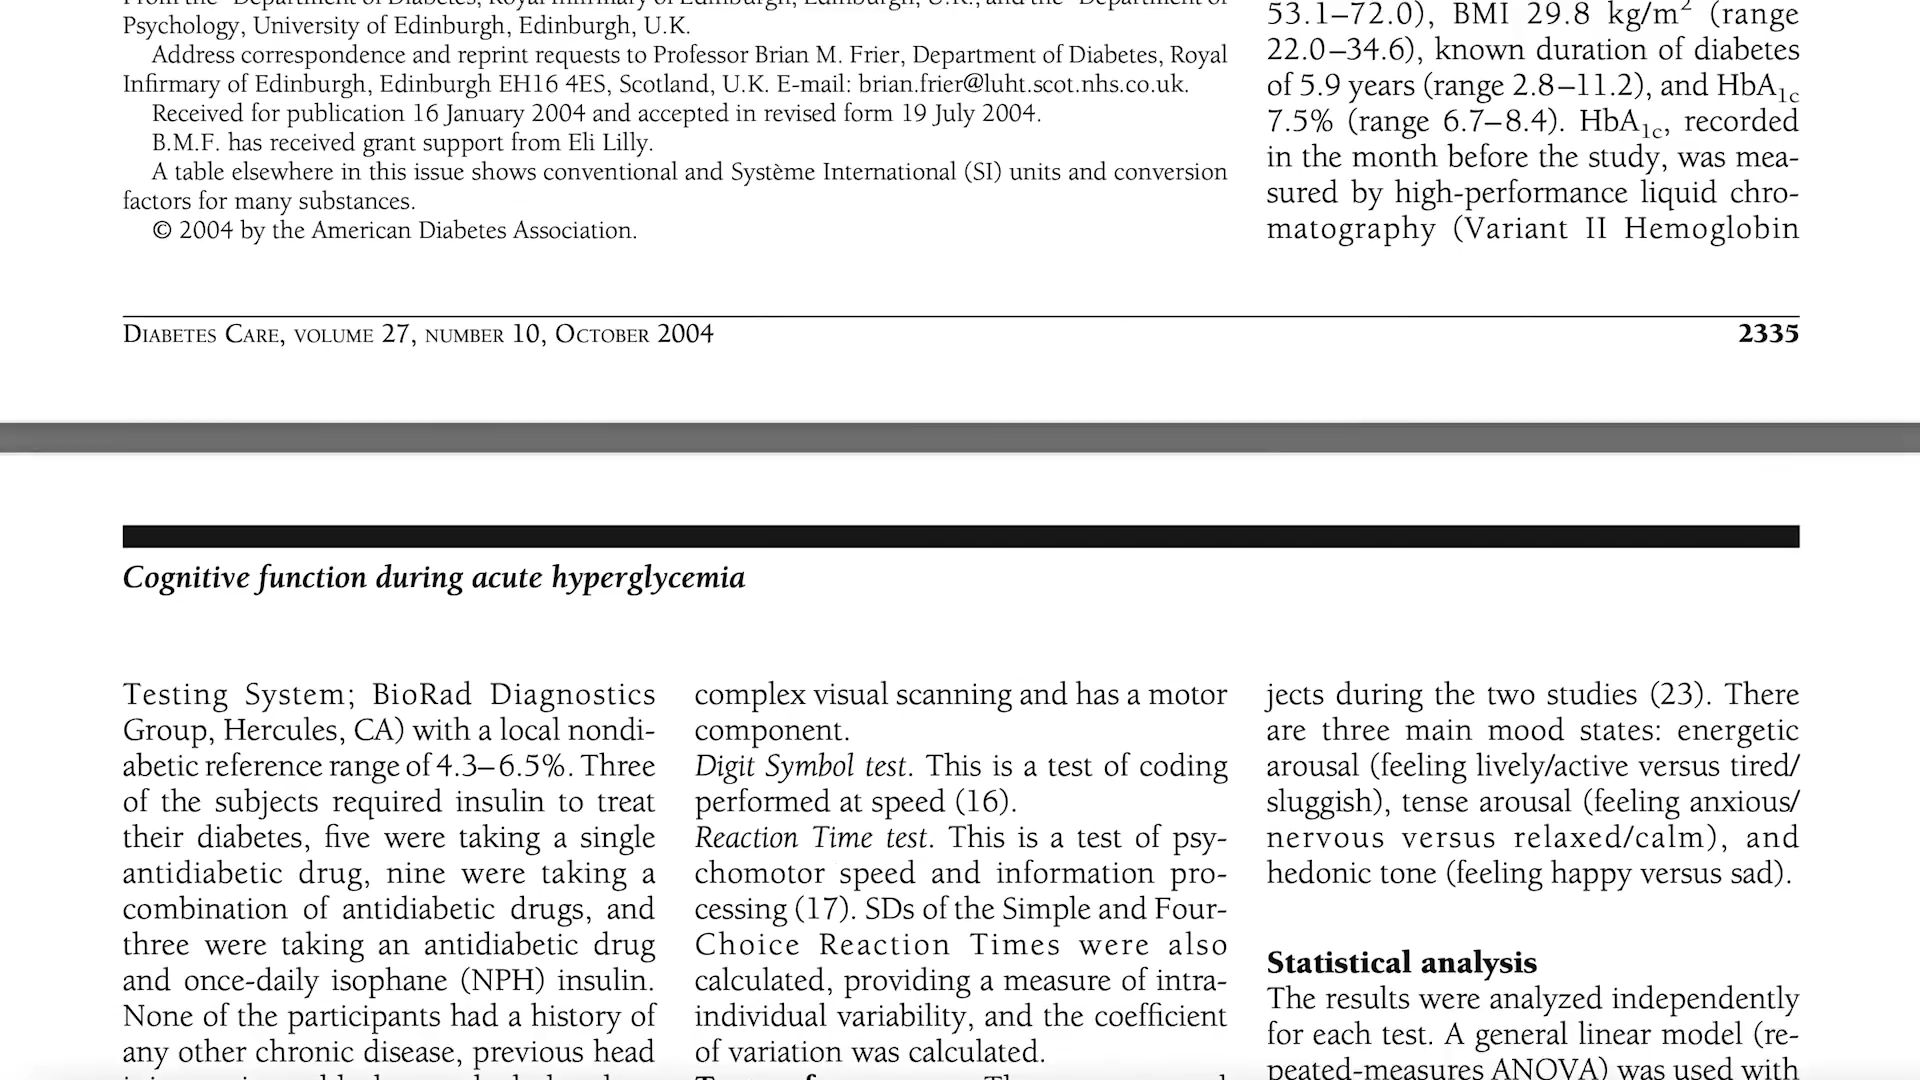 Psychology, University of Edinburgh, Edinburgh, U.K.
Address correspondence and reprint requests to Professor Brian M. Frier, Department of Diabetes, Royal
Infirmary of Edinburgh, Edinburgh EH16 4ES, Scotland, U.K. E-mail: brian.frier@luht.scot.nhs.co.uk.
Received for publication 16 January 2004 and accepted in revised form 19 July 2004.
B.M.F. has received grant support from Eli Lilly.
A table elsewhere in this issue shows conventional and Système International (SI) units and conversion
factors for many substances.
© 2004 by the American Diabetes Association.
53.1–72.0), BMI 29.8 kg/m² (range
22.0–34.6), known duration of diabetes
of 5.9 years (range 2.8–11.2), and HbA1c
7.5% (range 6.7–8.4). HbA1c, recorded
in the month before the study, was mea-
sured by high-performance liquid chro-
matography (Variant II Hemoglobin
Diabetes Care, volume 27, number 10, October 2004
2335
Cognitive function during acute hyperglycemia
Testing System; BioRad Diagnostics
Group, Hercules, CA) with a local nondi-
abetic reference range of 4.3–6.5%. Three
of the subjects required insulin to treat
their diabetes, five were taking a single
antidiabetic drug, nine were taking a
combination of antidiabetic drugs, and
three were taking an antidiabetic drug
and once-daily isophane (NPH) insulin.
None of the participants had a history of
any other chronic disease, previous head
complex visual scanning and has a motor
component.
Digit Symbol test. This is a test of coding
performed at speed (16).
Reaction Time test. This is a test of psy-
chomotor speed and information pro-
cessing (17). SDs of the Simple and Four-
Choice Reaction Times were also
calculated, providing a measure of intra-
individual variability, and the coefficient
of variation was calculated.
jects during the two studies (23). There
are three main mood states: energetic
arousal (feeling lively/active versus tired/
sluggish), tense arousal (feeling anxious/
nervous versus relaxed/calm), and
hedonic tone (feeling happy versus sad).
Statistical analysis
The results were analyzed independently
for each test. A general linear model (re-
peated-measures ANOVA) was used with